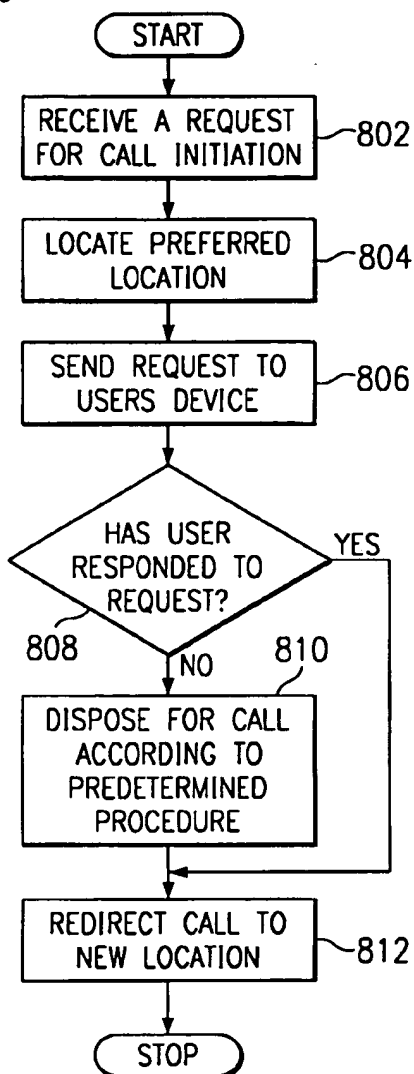 START
RECEIVE A REQUEST
FOR CALL INITIATION
802
LOCATE PREFERRED
LOCATION
804
SEND REQUEST TO
USERS DEVICE
806
HAS USER
RESPONDED TO
REQUEST?
YES
808
NO
810
DISPOSE FOR CALL
ACCORDING TO
PREDETERMINED
PROCEDURE
REDIRECT CALL TO
NEW LOCATION
812
STOP